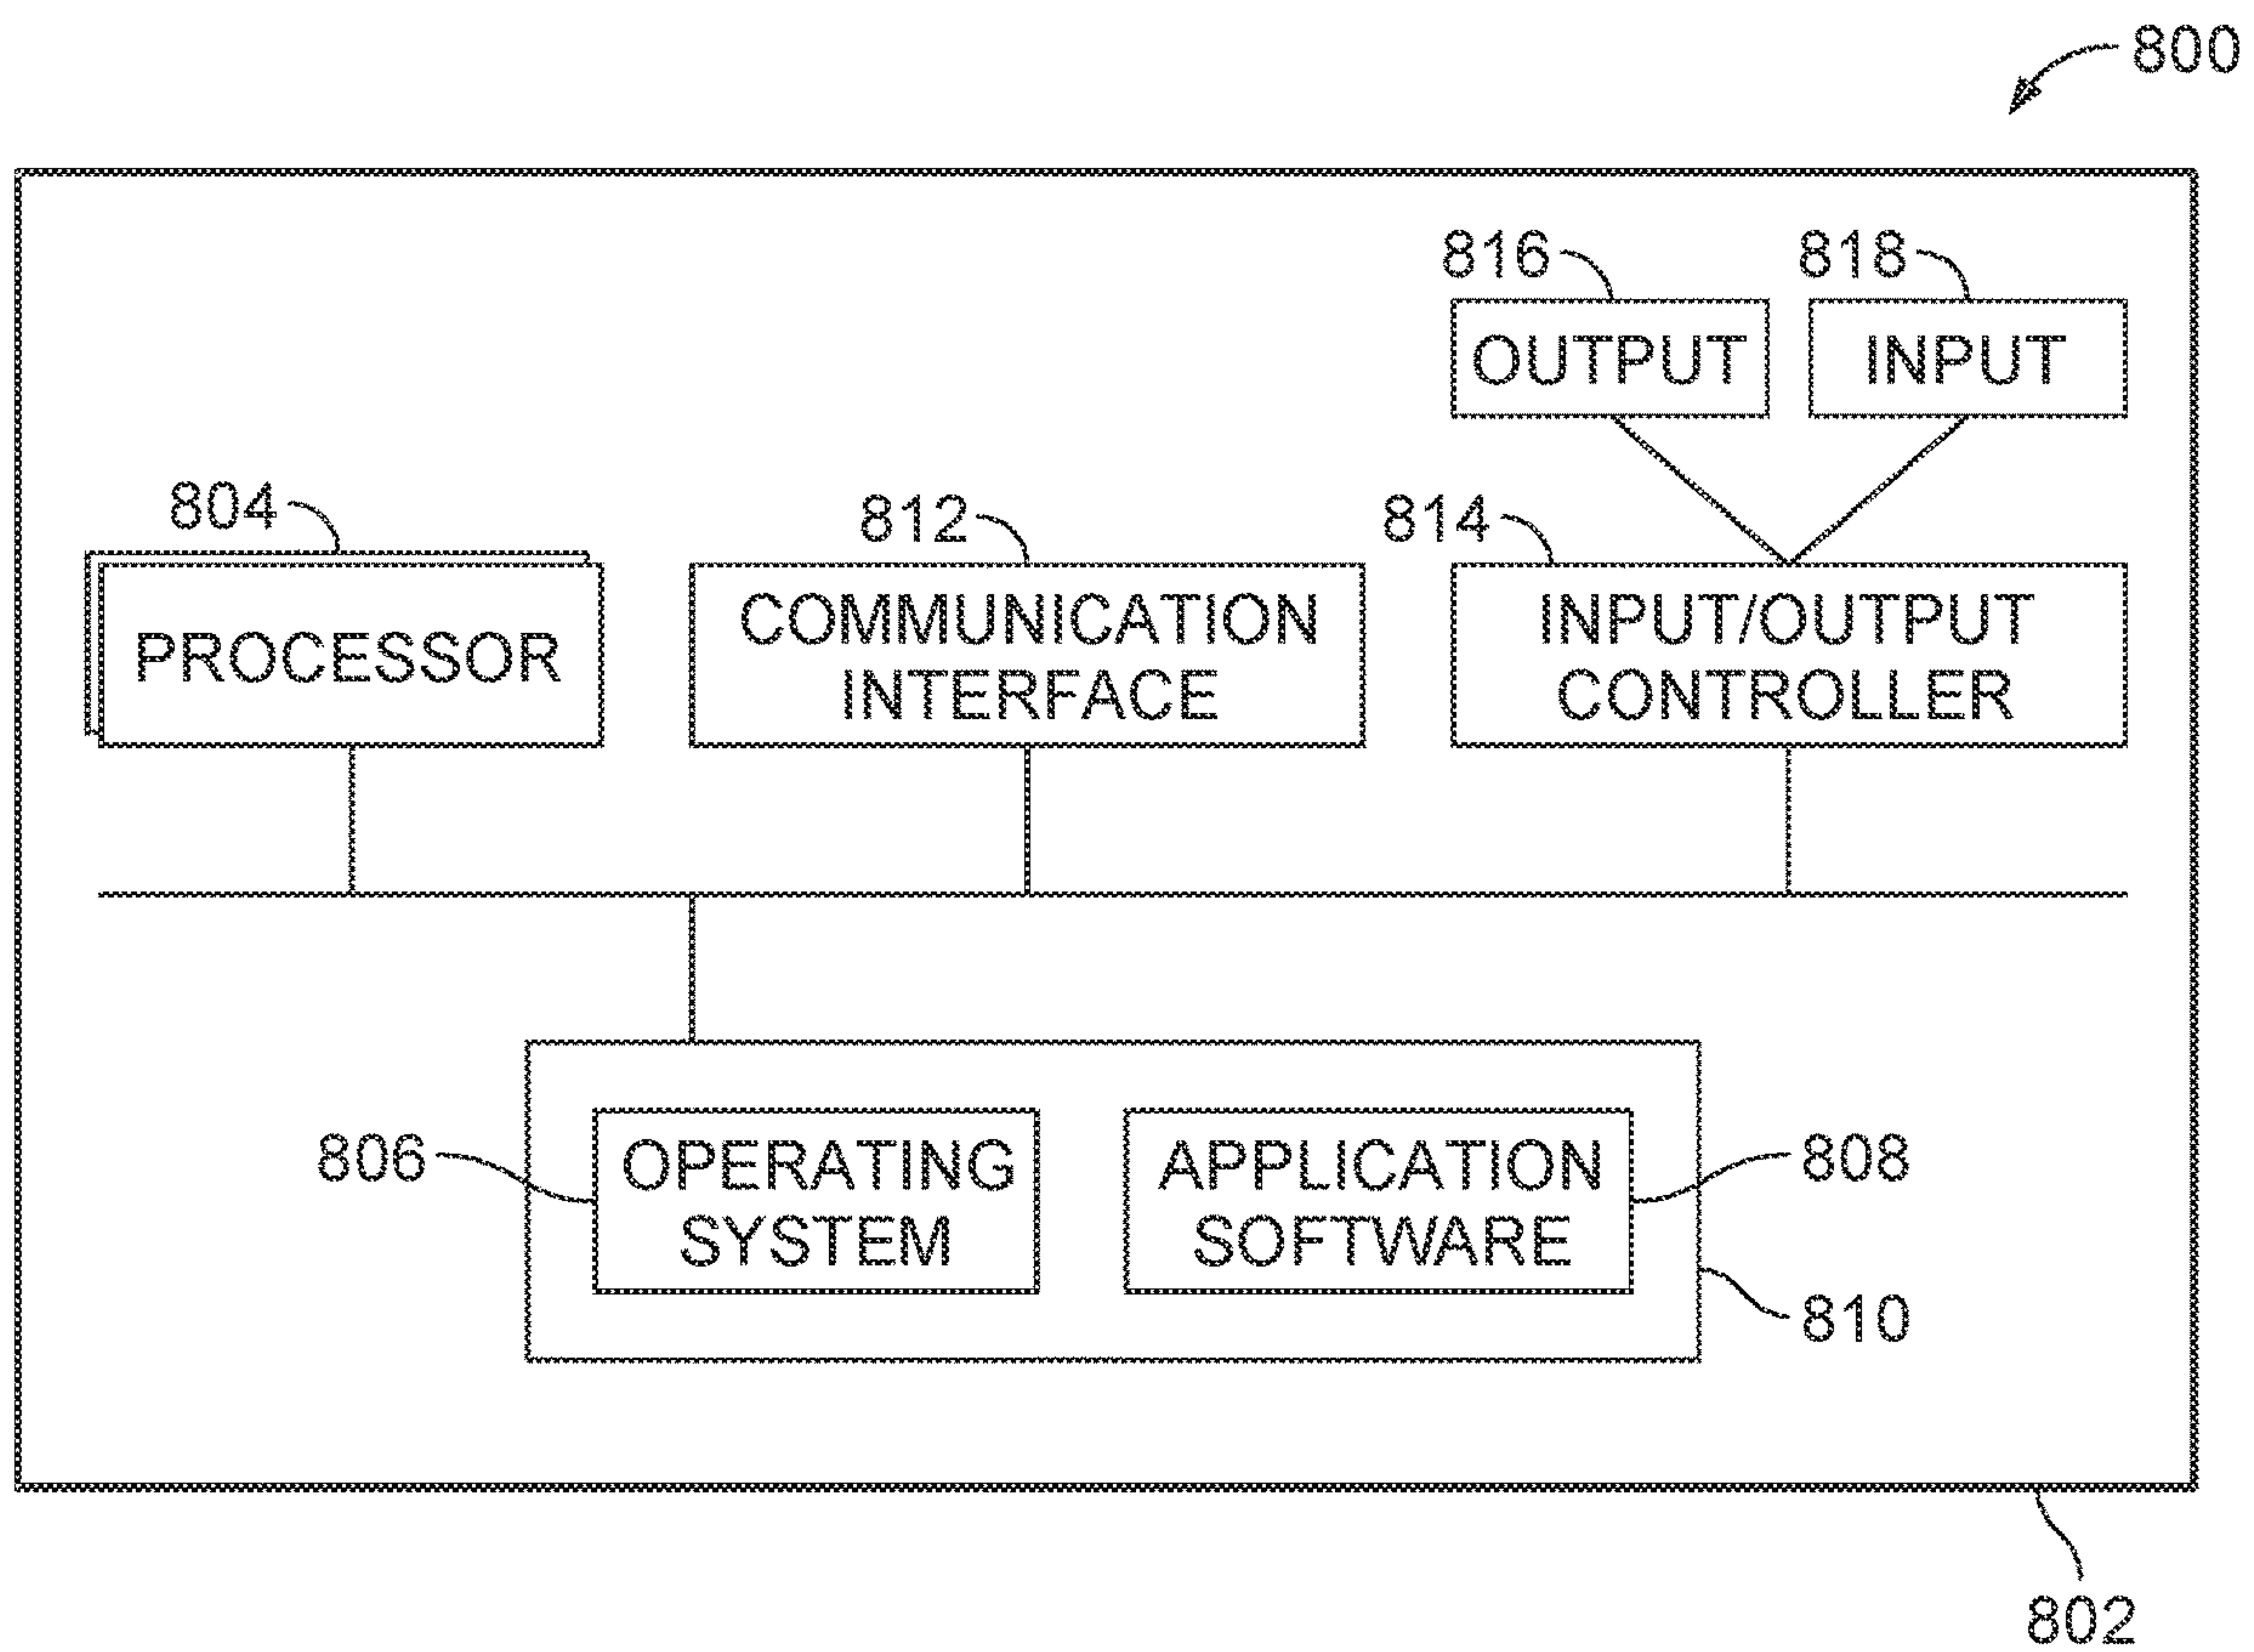 800
816
818
OUTPUT
INPUT
804
812
814
PROCESSOR
COMMUNICATION
INTERFACE
INPUT/OUTPUT
CONTROLLER
806
OPERATING
SYSTEM
APPLICATION
SOFTWARE
808
810
802